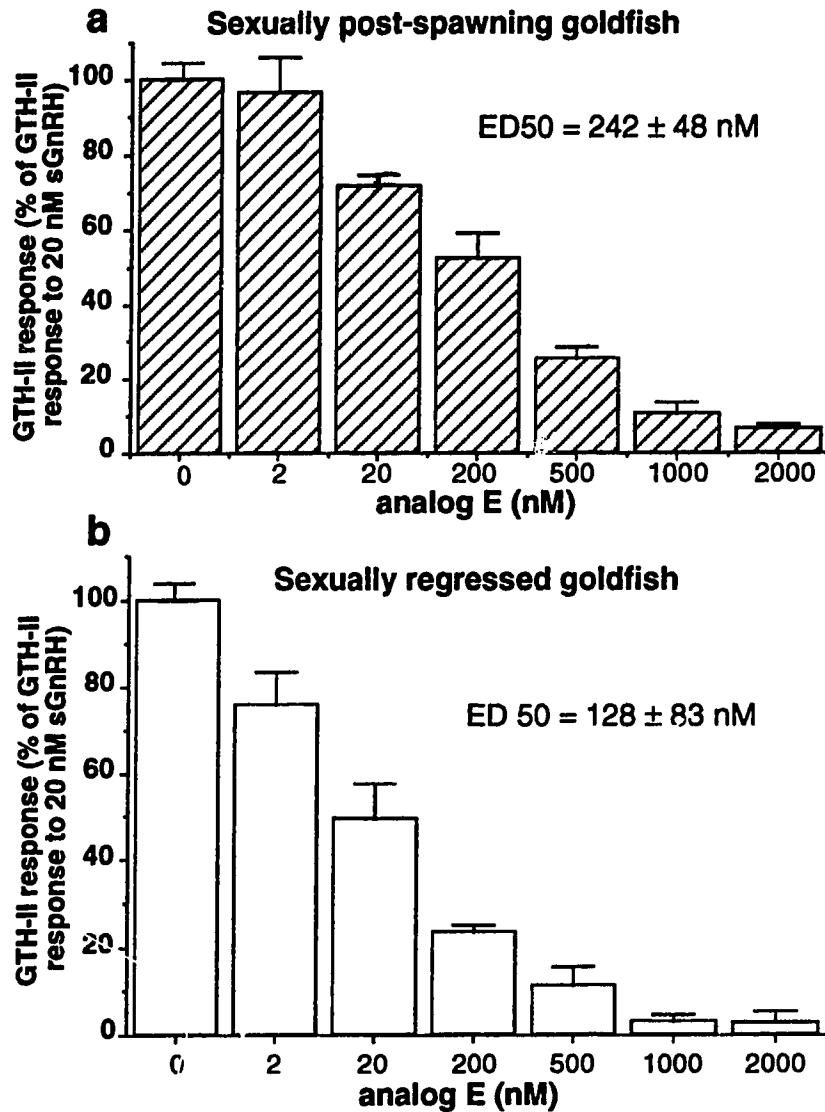 a
Sexually post-spawning goldfish
ED50 = 242 ± 48 nM
GTH-II response (% of GTH-II
response to 20 nM sGnRH)
100
80
60
40
20
0
0 2 20 200 500 1000 2000
analog E (nM)
b
Sexually regressed goldfish
ED 50 = 128 ± 83 nM
GTH-II response (% of GTH-II
response to 20 nM sGnRH)
100
80
60
40
20
0
0 2 20 200 500 1000 2000
analog E (nM)